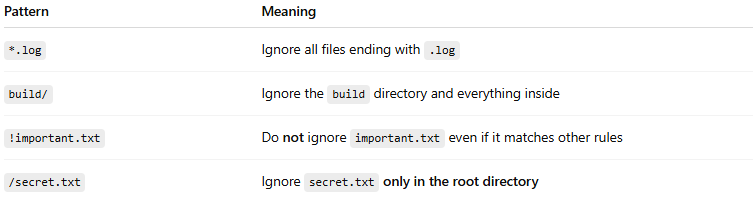 Pattern Meaning
*.log Ignore all files ending with .log
build/ Ignore the build directory and everything inside
!important.txt Do not ignore important.txt even if it matches other rules
/secret.txt Ignore secret.txt only in the root directory